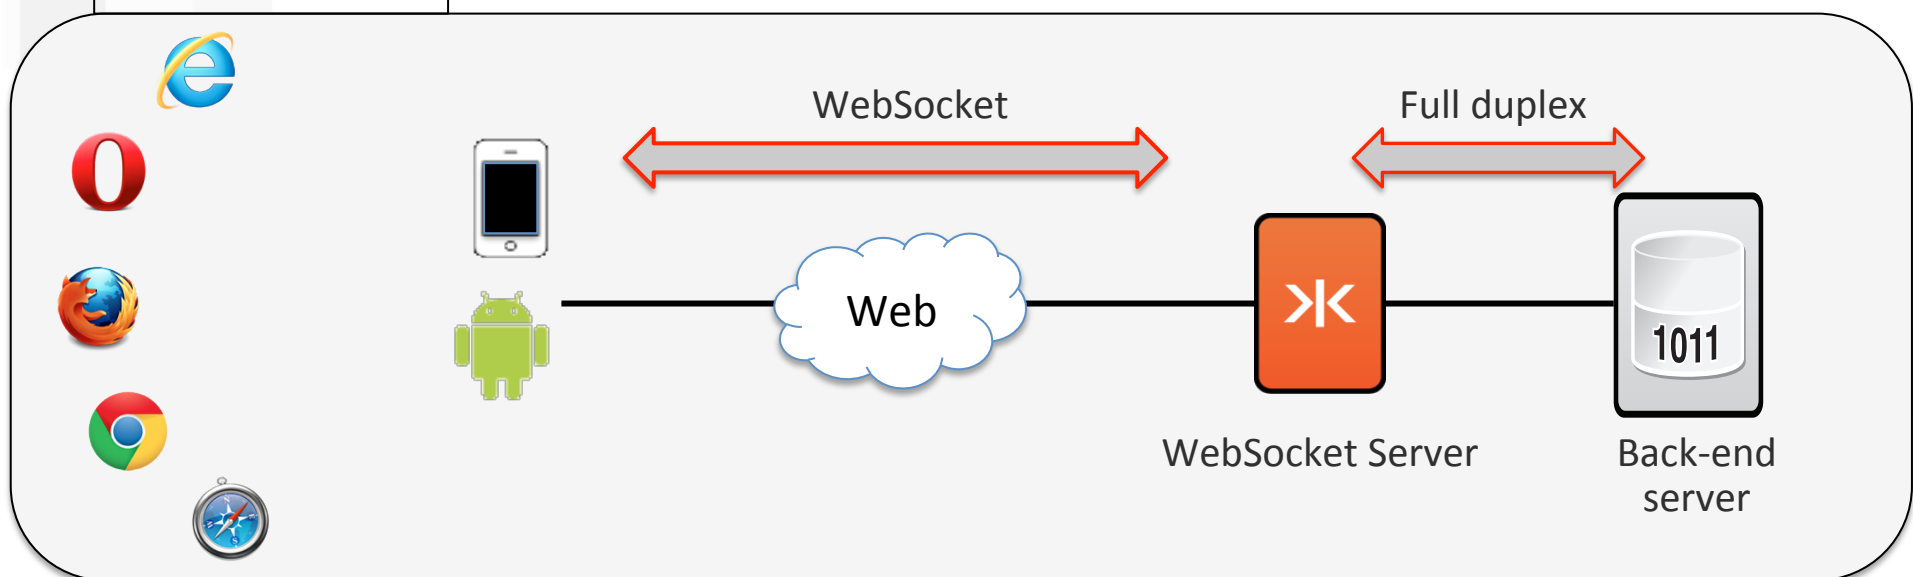 WebSocket
Full duplex
Web
1011
WebSocket Server
Back-end
server